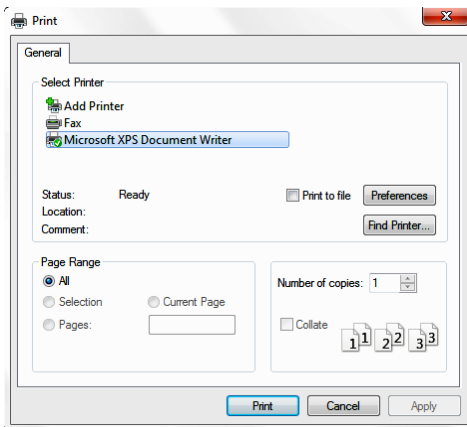 Print
General
Select Printer
Add Printer
Fax
Microsoft XPS Document Writer
Status: Ready
Print to file
Preferences
Location:
Comment:
Find Printer...
Page Range
All
Selection
Current Page
Pages:
Number of copies: 1
Collate
1 1 2 2 3 3
Print Cancel Apply